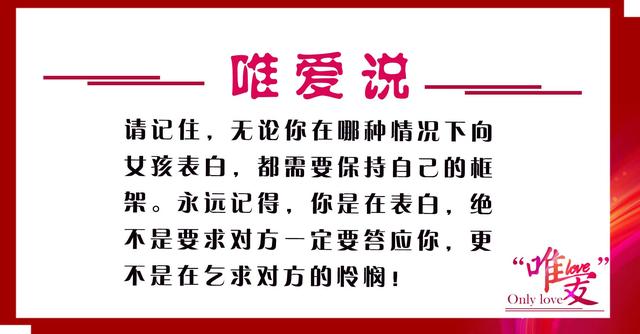 唯爱说
请记住，无论你在哪种情况下向
女孩表白，都需要保持自己的框
架。永远记得，你是在表白，绝
不是要求对方一定要答应你，更
不是在乞求对方的怜悯！
“唯love爱”
Only love